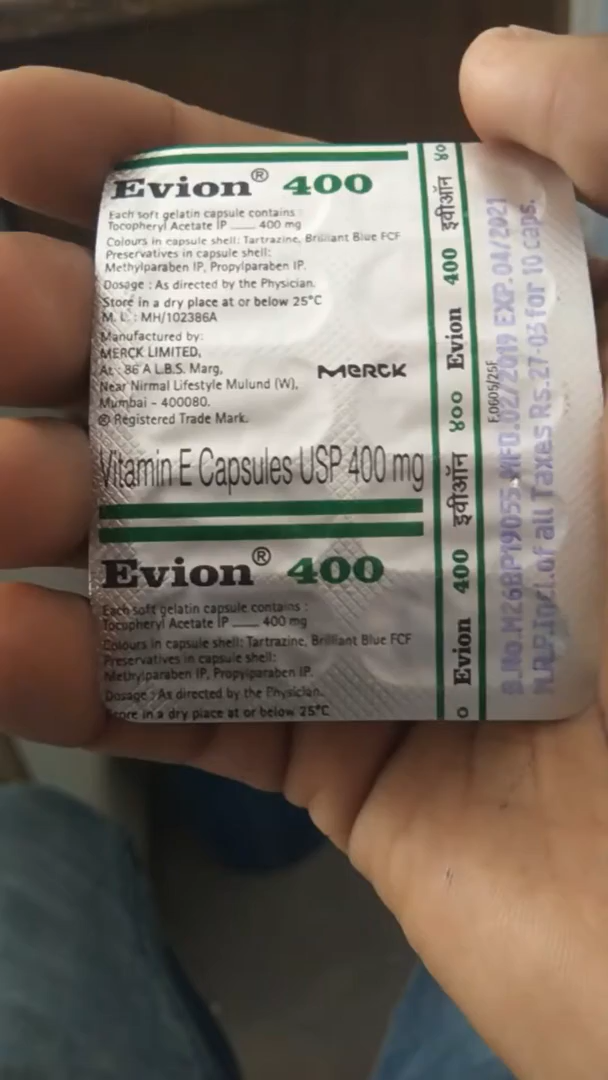 Evion® 400
Each soft gelatin capsule contains :
Tocopheryl Acetate IP ____ 400 mg
Colours in capsule shell: Tartrazine, Brilliant Blue FCF
Preservatives in capsule shell:
Methylparaben IP, Propylparaben IP.
Dosage : As directed by the Physician.
Store in a dry place at or below 25°C
M. L. : MH/102386A
Manufactured by:
MERCK LIMITED,
At : 86 A L.B.S. Marg,
Near Nirmal Lifestyle Mulund (W),
Mumbai - 400080.
® Registered Trade Mark.
MERCK
Vitamin E Capsules USP 400 mg
Evion® 400
Each soft gelatin capsule contains :
Tocopheryl Acetate IP ____ 400 mg
Colours in capsule shell: Tartrazine, Brilliant Blue FCF
Preservatives in capsule shell:
Methylparaben IP, Propylparaben IP.
Dosage : As directed by the Physician.
Store in a dry place at or below 25°C
0 Evion 400 इवीऑन ४०० Evion 400 इवीऑन ४०
F0605/25F
B.No.M26BP19055 MFD.02/2019 EXP.04/2021
M.R.P.Incl.of all Taxes Rs.27-03 for 10 caps.